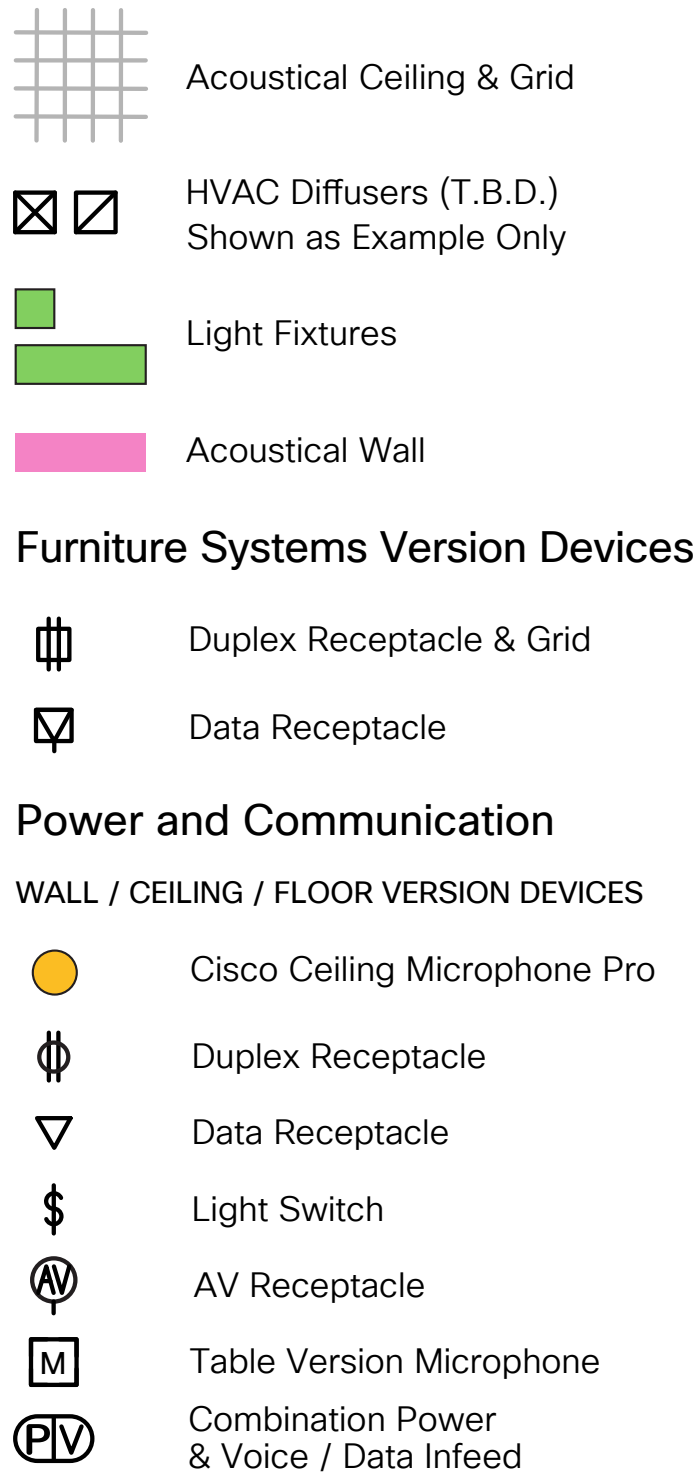 Acoustical Ceiling & Grid
HVAC Diffusers (T.B.D.)
Shown as Example Only
Light Fixtures
Acoustical Wall
Furniture Systems Version Devices
Duplex Receptacle & Grid
Data Receptacle
Power and Communication
WALL / CEILING / FLOOR VERSION DEVICES
Cisco Ceiling Microphone Pro
Duplex Receptacle
Data Receptacle
$ Light Switch
AV AV Receptacle
M Table Version Microphone
PV Combination Power
& Voice / Data Infeed